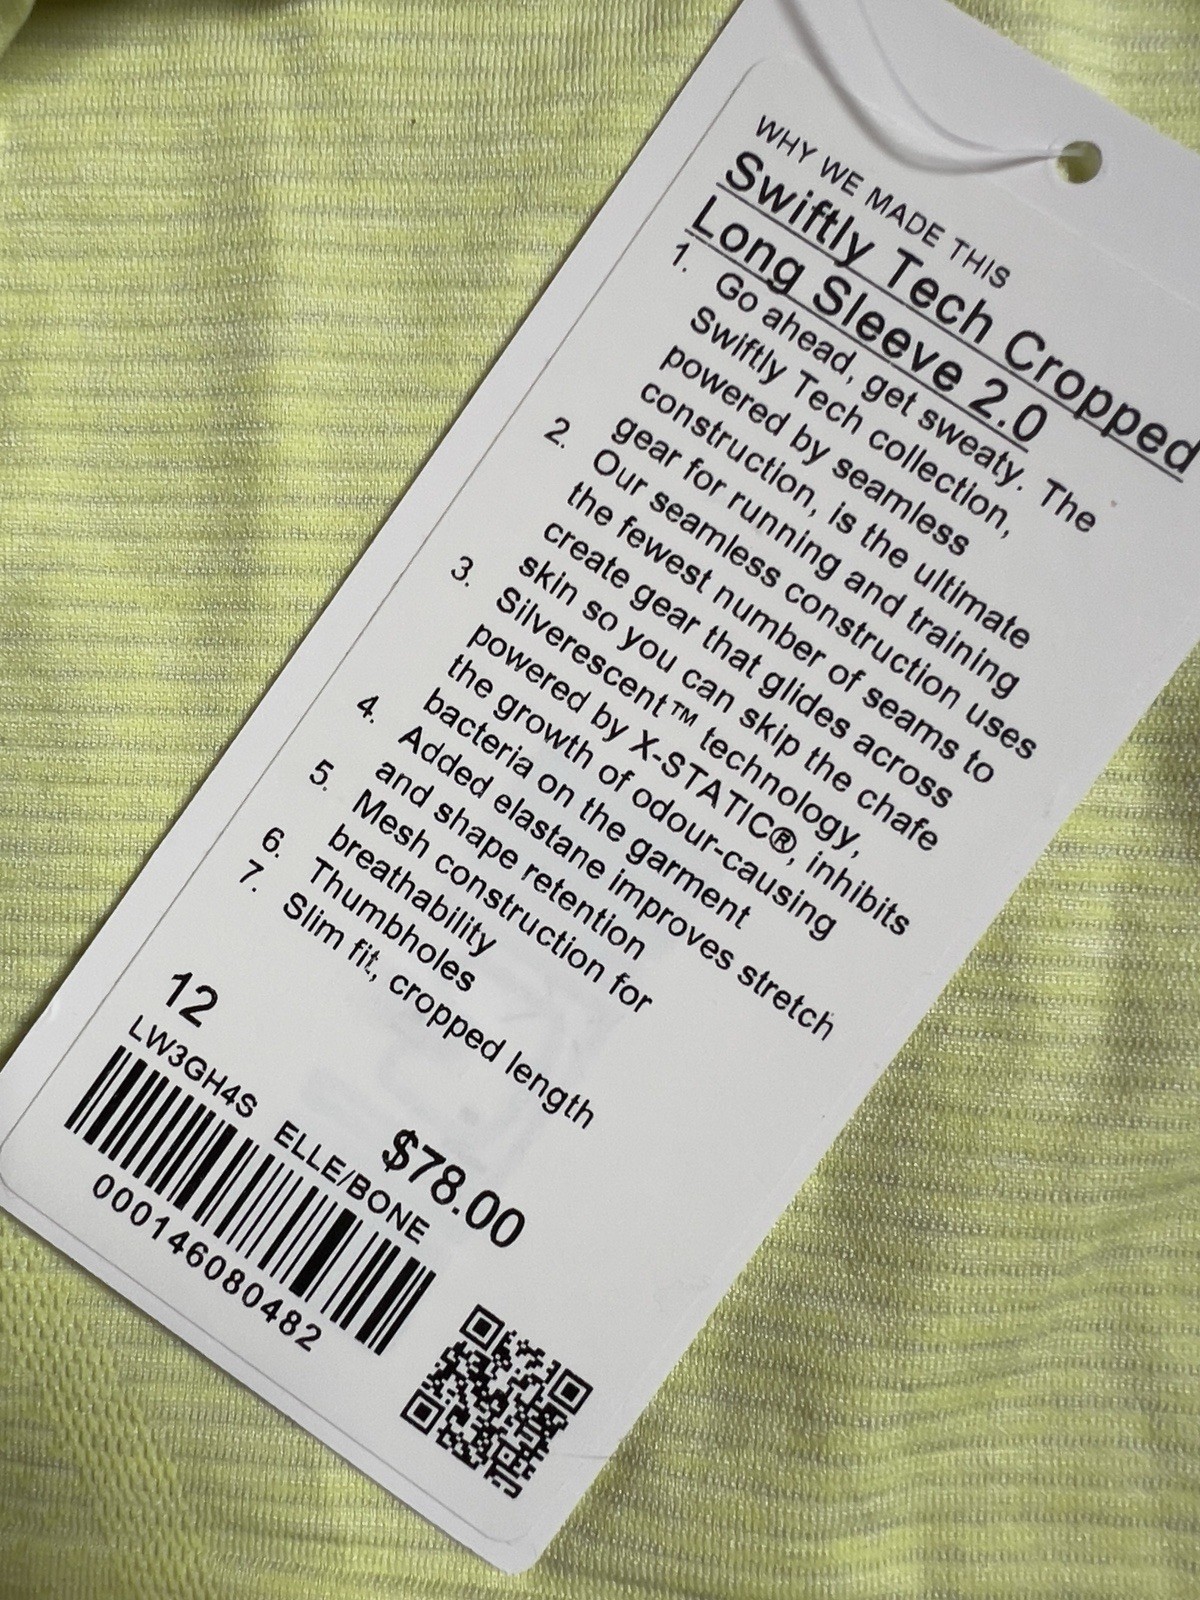 WHY WE MADE THIS
Swiftly Tech Cropped
Long Sleeve 2.0
1. Go ahead, get sweaty. The
Swiftly Tech collection,
powered by seamless
construction, is the ultimate
gear for running and training
2. Our seamless construction uses
the fewest number of seams to
create gear that glides across
skin so you can skip the chafe
3. Silverescent™ technology,
powered by X-STATIC®, inhibits
the growth of odour-causing
bacteria on the garment
4. Added elastane improves stretch
and shape retention
5. Mesh construction for
breathability
6. Thumbholes
7. Slim fit, cropped length
12
$78.00
LW3GH4S ELLE/BONE
000146080482